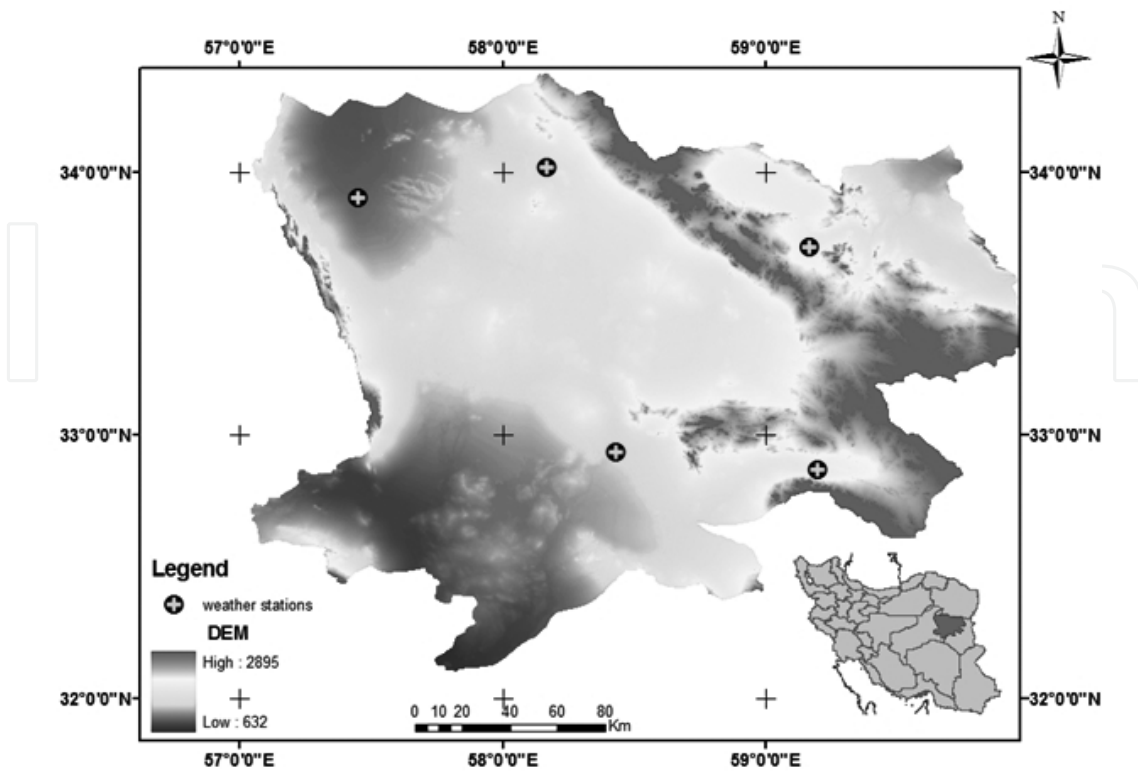 N
57°0'0"E 58°0'0"E 59°0'0"E
34°0'0"N 34°0'0"N
33°0'0"N 33°0'0"N
Legend
weather stations
DEM
High : 2895
Low : 632
32°0'0"N 32°0'0"N
0 10 20 40 60 80
Km
57°0'0"E 58°0'0"E 59°0'0"E